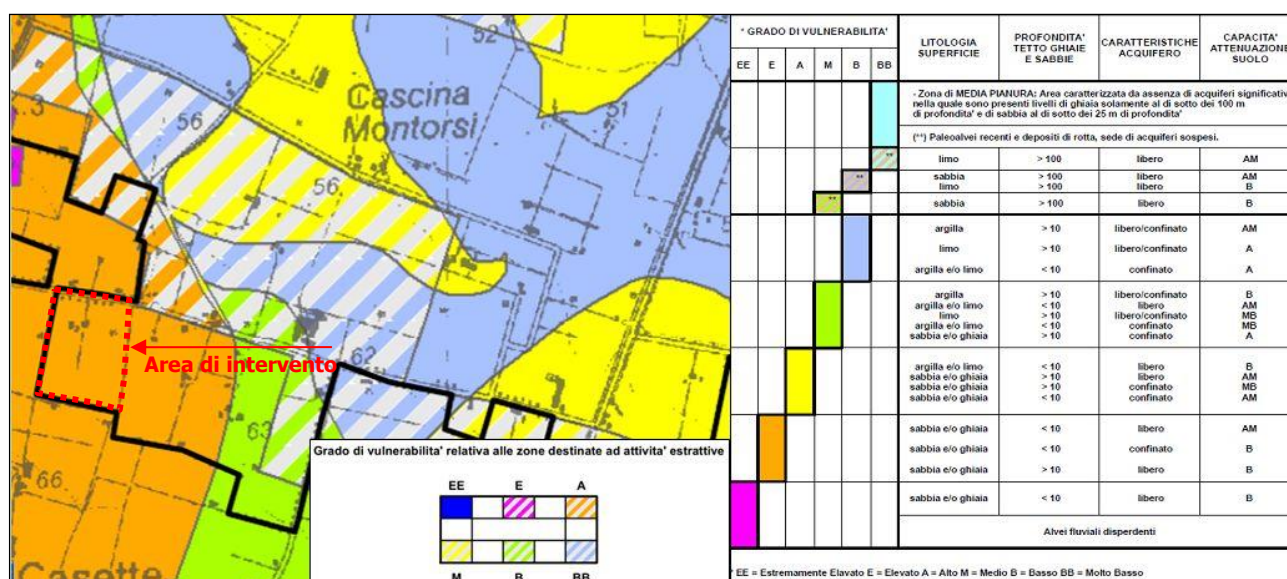 52
Cascina
Montorsi
51
.3
56
56
62
63
66
Casette
Area di intervento
Grado di vulnerabilita' relativa alle zone destinate ad attivita' estrattive
EE E A
M B BB
* GRADO DI VULNERABILITA'
EE E A M B BB
LITOLOGIA SUPERFICIE
PROFONDITA' TETTO GHIAIE E SABBIE
CARATTERISTICHE ACQUIFERO
CAPACITA' ATTENUAZIONE SUOLO
- Zona di MEDIA PIANURA: Area caratterizzata da assenza di acquiferi significativ
nella quale sono presenti livelli di ghiaia solamente al di sotto dei 100 m
di profondita' e di sabbia al di sotto dei 25 m di profondita'
(**) Paleoalvei recenti e depositi di rotta, sede di acquiferi sospesi.
** limo > 100 libero AM
** sabbia > 100 libero AM
limo > 100 libero B
** sabbia > 100 libero B
argilla > 10 libero/confinato AM
limo > 10 libero/confinato A
argilla e/o limo < 10 confinato A
argilla > 10 libero/confinato B
argilla e/o limo < 10 libero AM
limo > 10 libero/confinato MB
argilla e/o limo < 10 confinato MB
sabbia e/o ghiaia > 10 confinato A
argilla e/o limo < 10 libero B
sabbia e/o ghiaia > 10 libero AM
sabbia e/o ghiaia > 10 confinato MB
sabbia e/o ghiaia < 10 confinato AM
sabbia e/o ghiaia < 10 libero AM
sabbia e/o ghiaia < 10 confinato B
sabbia e/o ghiaia > 10 libero B
sabbia e/o ghiaia < 10 libero B
Alvei fluviali disperdenti
* EE = Estremamente Elavato E = Elevato A = Alto M = Medio B = Basso BB = Molto Basso